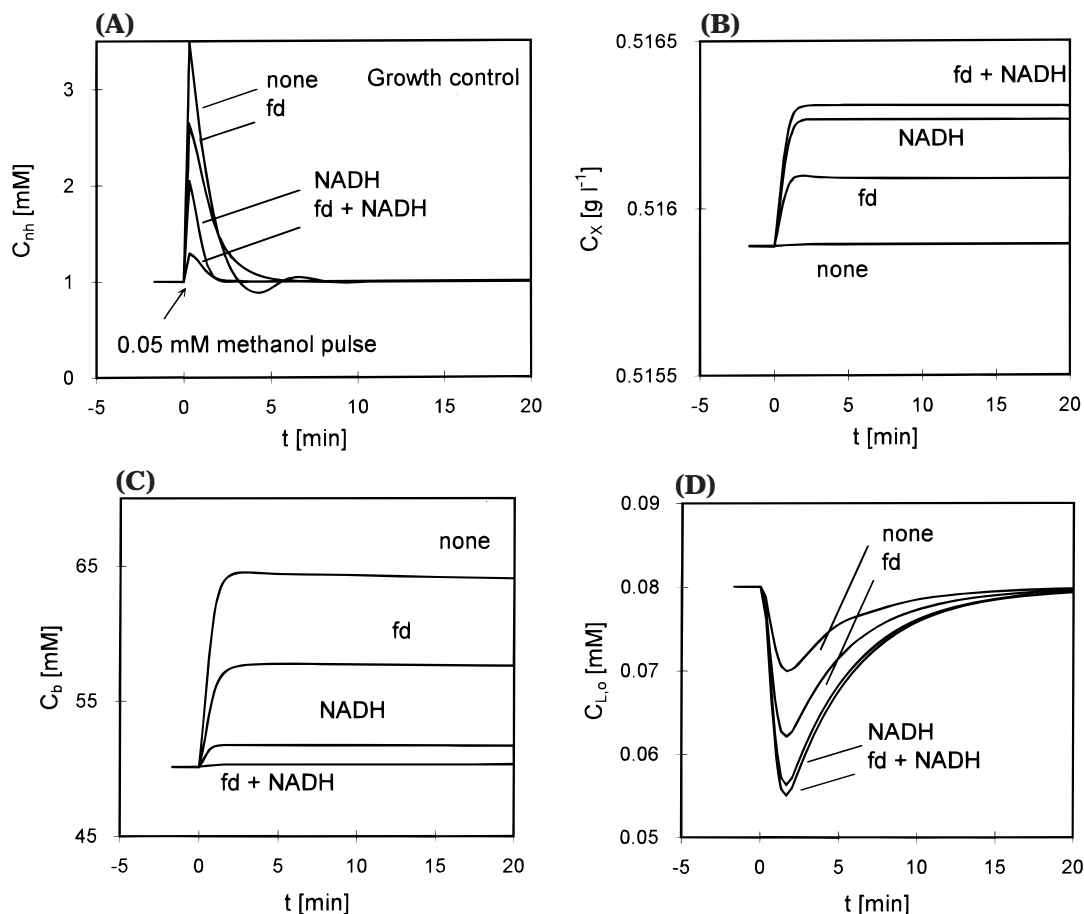 (A)
C_nh [mM]
3
2
1
0
none
fd
Growth control
NADH
fd + NADH
0.05 mM methanol pulse
-5
0
5
10
15
20
t [min]
(B)
C_X [g l⁻¹]
0.5165
0.516
0.5155
fd + NADH
NADH
fd
none
-5
0
5
10
15
20
t [min]
(C)
C_b [mM]
65
55
45
none
fd
NADH
fd + NADH
-5
0
5
10
15
20
t [min]
(D)
C_L,o [mM]
0.09
0.08
0.07
0.06
0.05
none
fd
NADH
fd + NADH
-5
0
5
10
15
20
t [min]